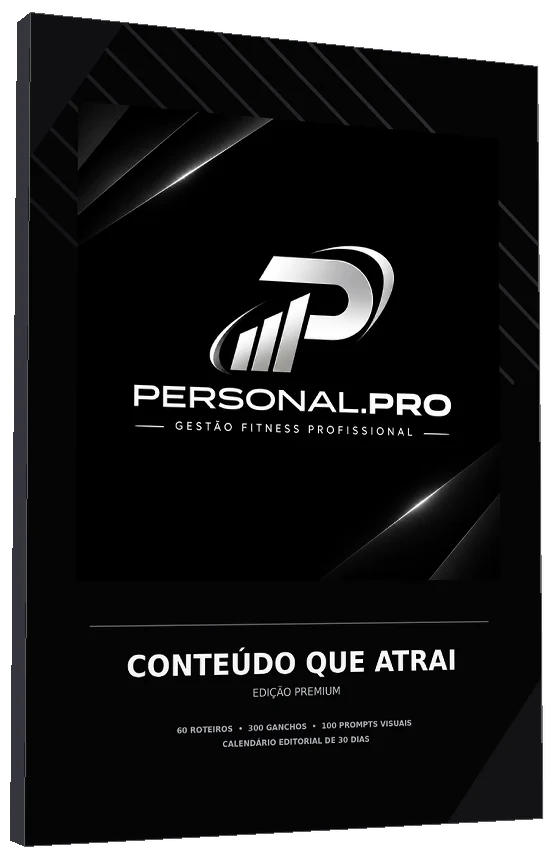 PERSONAL.PRO
GESTÃO FITNESS PROFISSIONAL
CONTEÚDO QUE ATRAI
EDIÇÃO PREMIUM
60 ROTEIROS • 300 GANCHOS • 100 PROMPTS VISUAIS
CALENDÁRIO EDITORIAL DE 30 DIAS